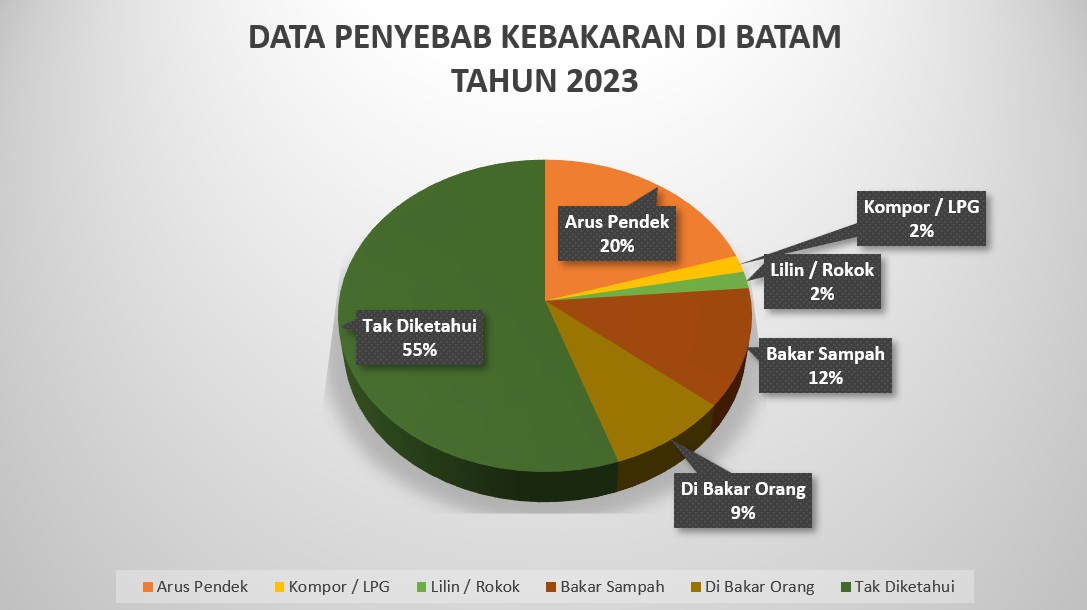 DATA PENYEBAB KEBAKARAN DI BATAM
TAHUN 2023
Arus Pendek
20%
Kompor / LPG
2%
Lilin / Rokok
2%
Tak Diketahui
55%
Bakar Sampah
12%
Di Bakar Orang
9%
Arus Pendek Kompor / LPG Lilin / Rokok Bakar Sampah Di Bakar Orang Tak Diketahui